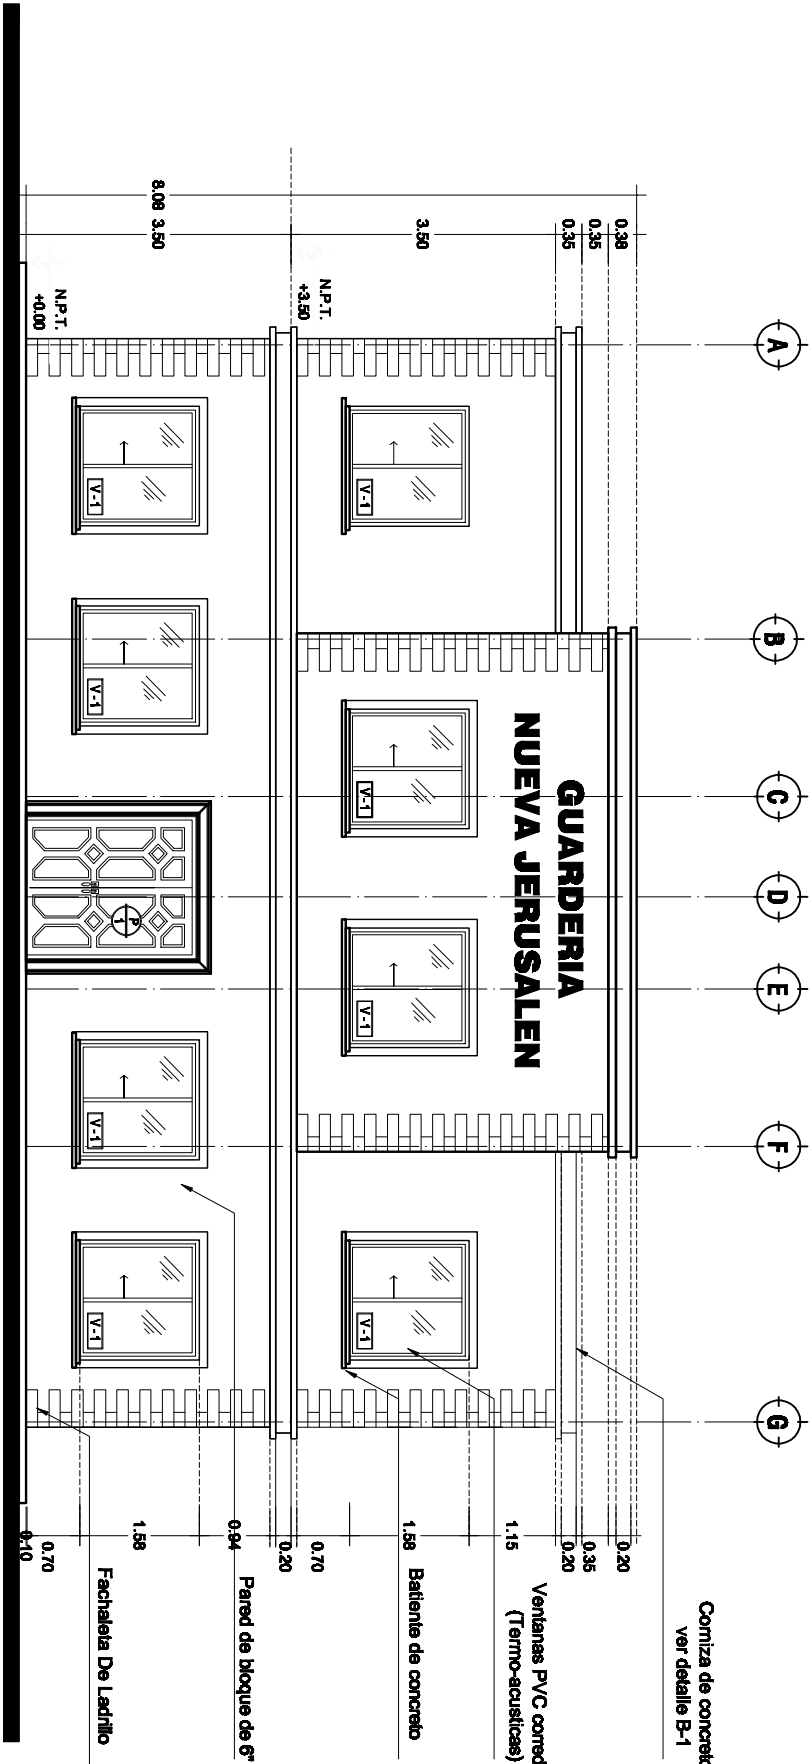 A
B
C
D
E
F
G
Corniza de concreto
ver detalle B-1
0.38
0.35
0.35
0.20
0.35
0.20
GUARDERIA
NUEVA JERUSALEN
Ventanas PVC corred
(Termo-acusticas)
3.50
1.15
1.58
Batiente de concreto
V-1
V-1
V-1
V-1
N.P.T.
+3.50
0.70
0.20
Pared de bloque de 6"
0.94
8.08
3.50
1.58
P
1
V-1
V-1
V-1
V-1
Fachaleta De Ladrillo
N.P.T.
+0.00
0.70
0.10